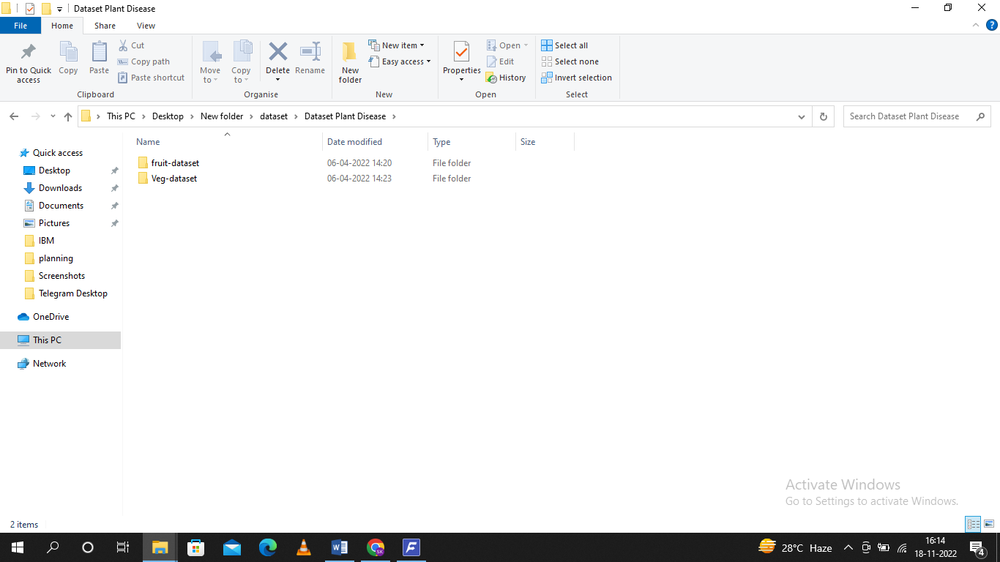 Dataset Plant Disease
File Home Share View
Pin to Quick access
Copy
Paste
Cut
Copy path
Paste shortcut
Clipboard
Move to
Copy to
Delete
Rename
Organise
New folder
New item
Easy access
New
Properties
Open
Edit
History
Open
Select all
Select none
Invert selection
Select
This PC > Desktop > New folder > dataset > Dataset Plant Disease >
Search Dataset Plant Disease
Name Date modified Type Size
fruit-dataset 06-04-2022 14:20 File folder
Veg-dataset 06-04-2022 14:23 File folder
Quick access
Desktop
Downloads
Documents
Pictures
IBM
planning
Screenshots
Telegram Desktop
OneDrive
This PC
Network
Activate Windows
Go to Settings to activate Windows.
2 items
28°C Haze
16:14
18-11-2022
4
SK